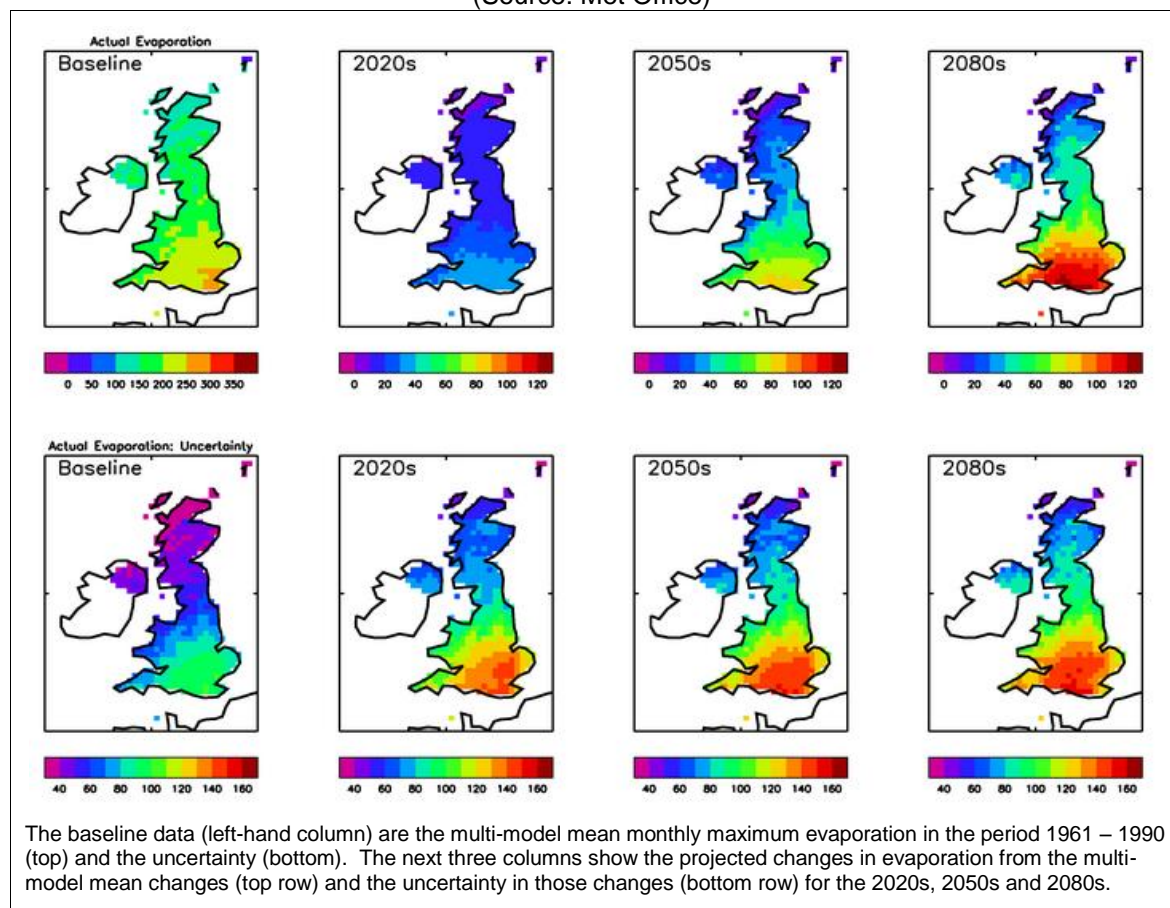 (Source: Met Office)
Actual Evaporation
Baseline
2020s
2050s
2080s
0 50 100 150 200 250 300 350
0 20 40 60 80 100 120
0 20 40 60 80 100 120
0 20 40 60 80 100 120
Actual Evaporation: Uncertainty
Baseline
2020s
2050s
2080s
40 60 80 100 120 140 160
40 60 80 100 120 140 160
40 60 80 100 120 140 160
40 60 80 100 120 140 160
The baseline data (left-hand column) are the multi-model mean monthly maximum evaporation in the period 1961 – 1990
(top) and the uncertainty (bottom). The next three columns show the projected changes in evaporation from the multi-
model mean changes (top row) and the uncertainty in those changes (bottom row) for the 2020s, 2050s and 2080s.